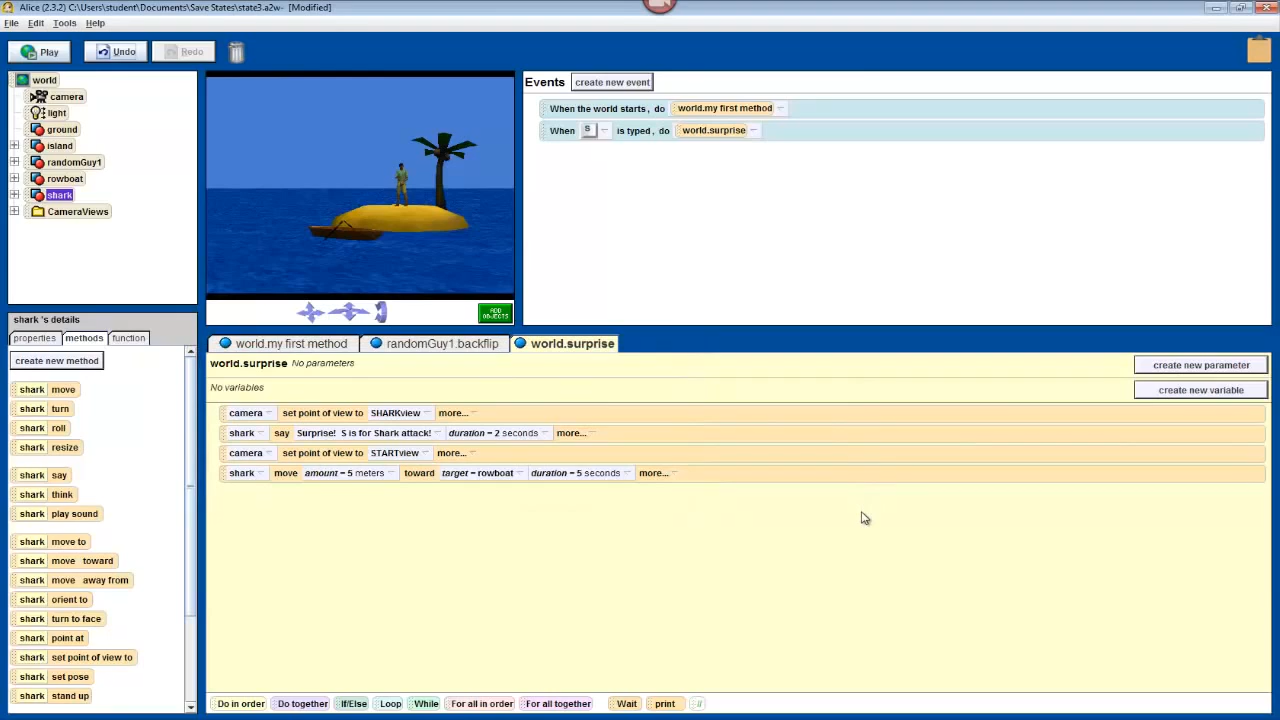 Alice (2.3.2) C:\Users\student\Documents\Save States\state3.a2w- [Modified]
File Edit Tools Help
Play Undo Redo
world
camera
light
ground
island
randomGuy1
rowboat
shark
CameraViews
ADD OBJECTS
Events create new event
When the world starts, do world.my first method
When S is typed, do world.surprise
shark 's details
properties methods function
create new method
shark move
shark turn
shark roll
shark resize
shark say
shark think
shark play sound
shark move to
shark move toward
shark move away from
shark orient to
shark turn to face
shark point at
shark set point of view to
shark set pose
shark stand up
world.my first method randomGuy1.backflip world.surprise
world.surprise No parameters create new parameter
No variables create new variable
camera set point of view to SHARKview more...
shark say Surprise! S is for Shark attack! duration = 2 seconds more...
camera set point of view to STARTview more...
shark move amount = 5 meters toward target = rowboat duration = 5 seconds more...
Do in order Do together If/Else Loop While For all in order For all together Wait print //